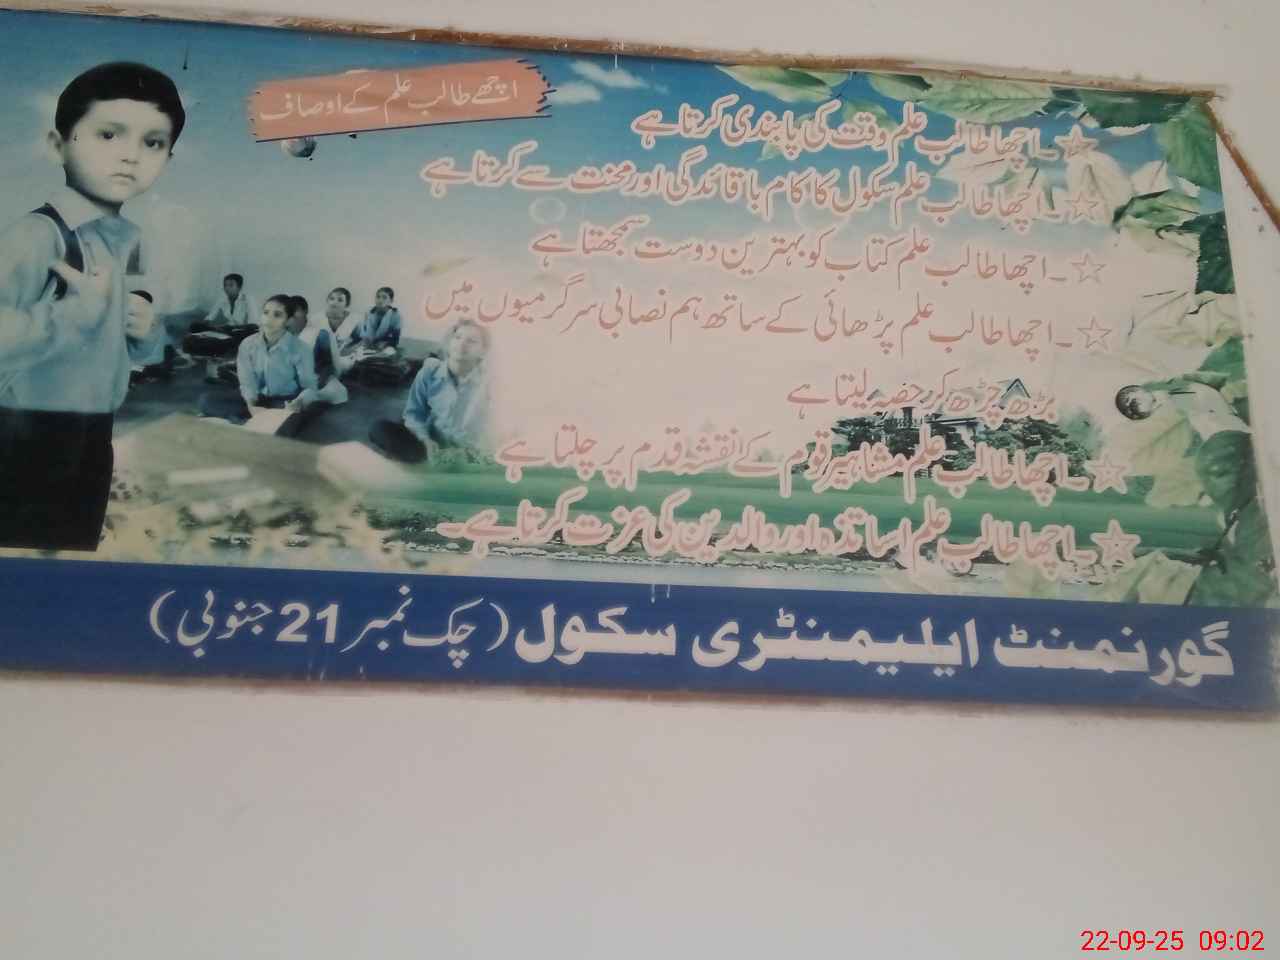 اچھے طالب علم کے اوصاف
☆۔اچھا طالب علم وقت کی پابندی کرتا ہے
☆۔اچھا طالب علم سکول کا کام باقائدگی اور محنت سے کرتا ہے
☆۔اچھا طالب علم کتاب کو بہترین دوست سمجھتا ہے
☆۔اچھا طالب علم پڑھائی کے ساتھ ہم نصابی سرگرمیوں میں
بڑھ چڑھ کر حصہ لیتا ہے
☆۔اچھا طالب علم مشاہیر قوم کے نقشہ قدم پر چلتا ہے
☆۔اچھا طالب علم اساتذہ اور والدین کی عزت کرتا ہے۔
گورنمنٹ ایلیمنٹری سکول (چک نمبر 21 جنوبی)
22-09-25 09:02